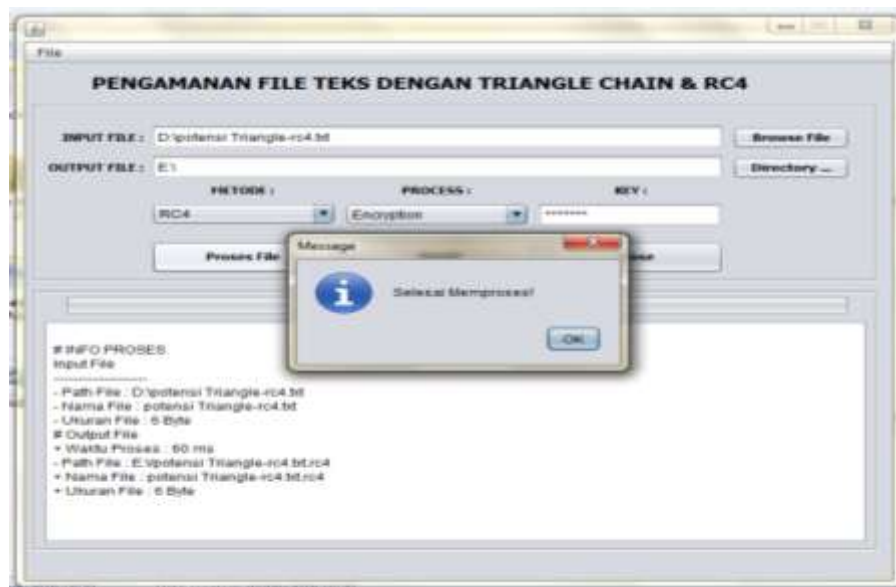 File
PENGAMANAN FILE TEKS DENGAN TRIANGLE CHAIN & RC4
INPUT FILE : D:\potensi Triangle-rc4.txt Browse File
OUTPUT FILE : E:\ Directory ...
METODE : PROCESS : KEY :
RC4 Encryption *******
Proses File
Message
Selesai Memproses!
OK
# INFO PROSES
Input File
--------------------
- Path File : D:\potensi Triangle-rc4.txt
- Nama File : potensi Triangle-rc4.txt
- Ukuran File : 6 Byte
# Output File
+ Waktu Proses : 60 ms
- Path File : E:\potensi Triangle-rc4.txt.rc4
+ Nama File : potensi Triangle-rc4.txt.rc4
+ Ukuran File : 6 Byte